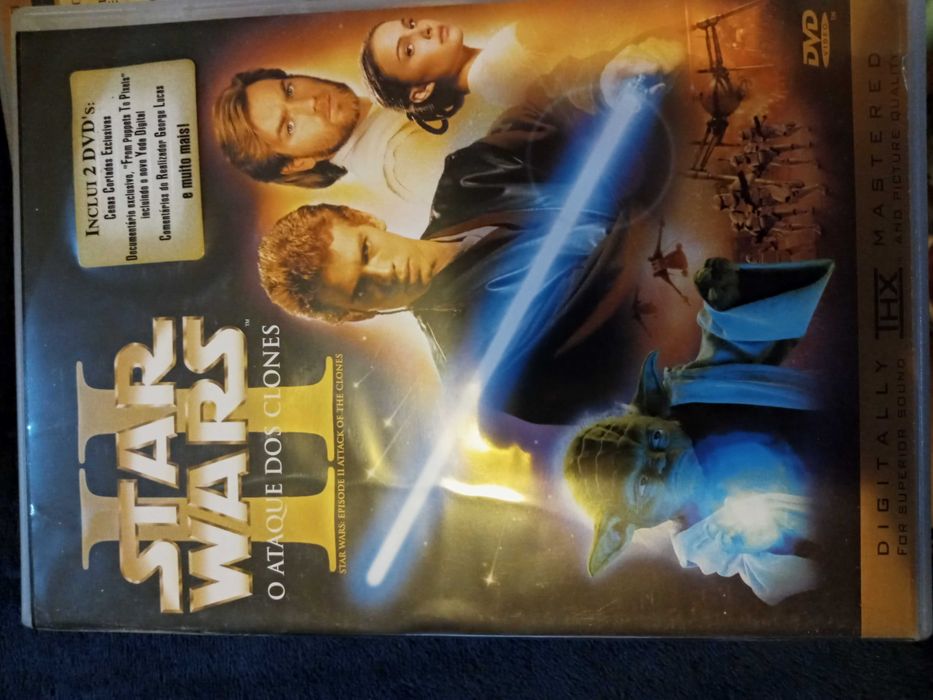 INCLUI 2 DVD'S:
Cenas Cortadas Exclusivas
Documentário exclusivo, "From Puppets To Pixels"
incluindo o novo Yoda Digital
Comentários do Realizador George Lucas
e muito mais!
II
STAR
WARS™
O ATAQUE DOS CLONES
STAR WARS: EPISODE II ATTACK OF THE CLONES
DVD
VIDEO™
DIGITALLY THX MASTERED
FOR SUPERIOR SOUND AND PICTURE QUALITY